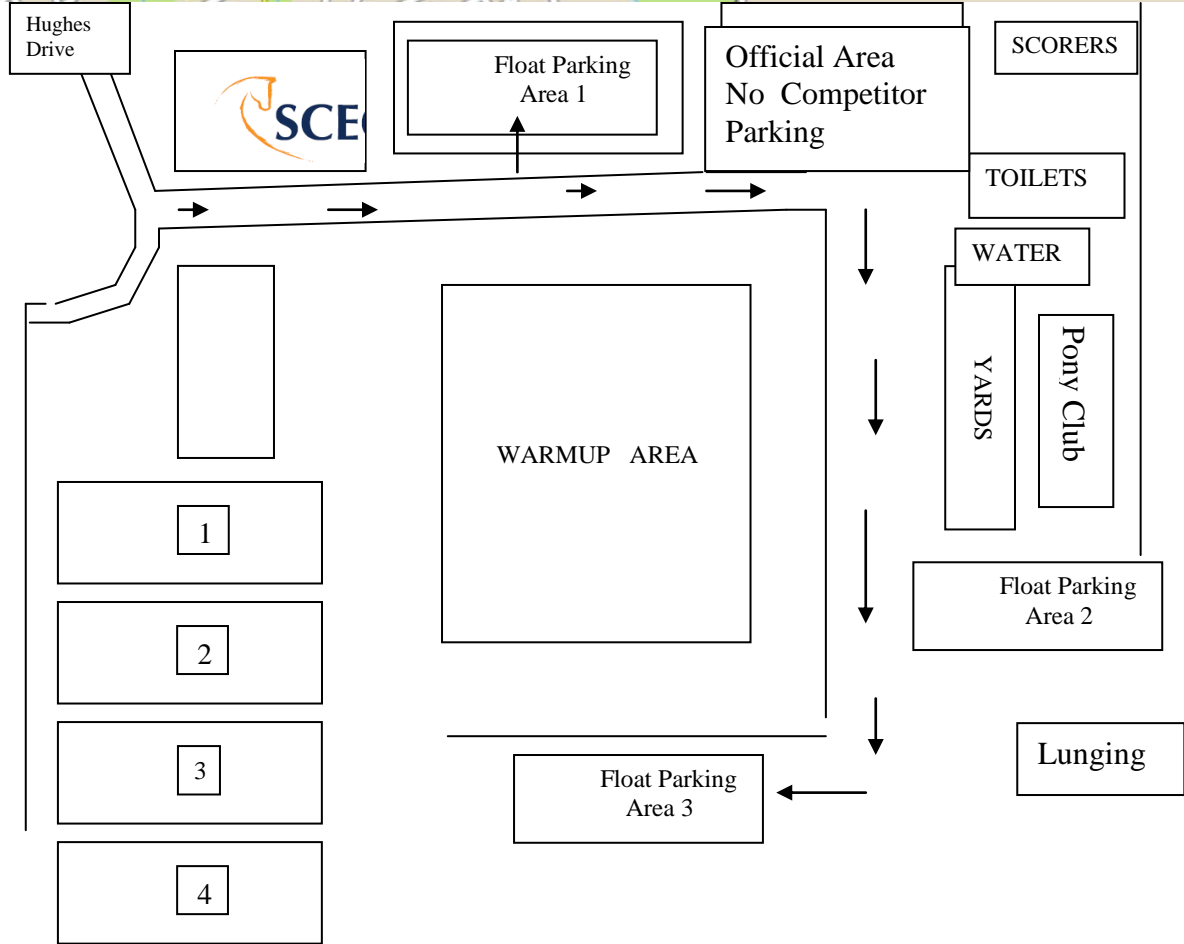 Hughes
Drive
SCE
Float Parking
Area 1
Official Area
No Competitor
Parking
SCORERS
TOILETS
WATER
YARDS
Pony Club
WARMUP AREA
1
2
3
4
Float Parking
Area 2
Float Parking
Area 3
Lunging